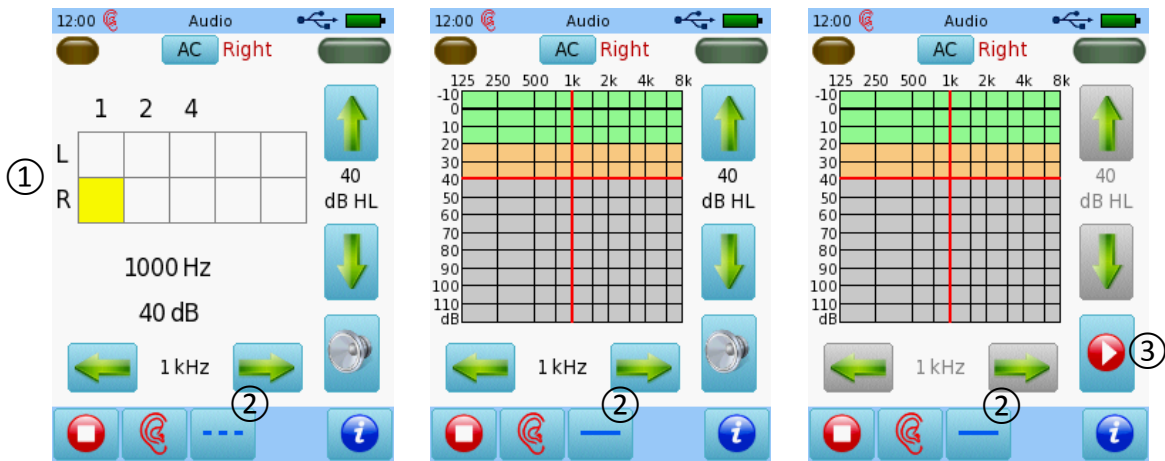 12:00 Audio
AC Right
1 2 4
L
①
R
40
dB HL
1000 Hz
40 dB
1 kHz
②
i
12:00 Audio
AC Right
125 250 500 1k 2k 4k 8k
-10
0
10
20
30
40
50
60
70
80
90
100
110
dB
40
dB HL
1 kHz
②
i
12:00 Audio
AC Right
125 250 500 1k 2k 4k 8k
-10
0
10
20
30
40
50
60
70
80
90
100
110
dB
40
dB HL
③
1 kHz
②
i